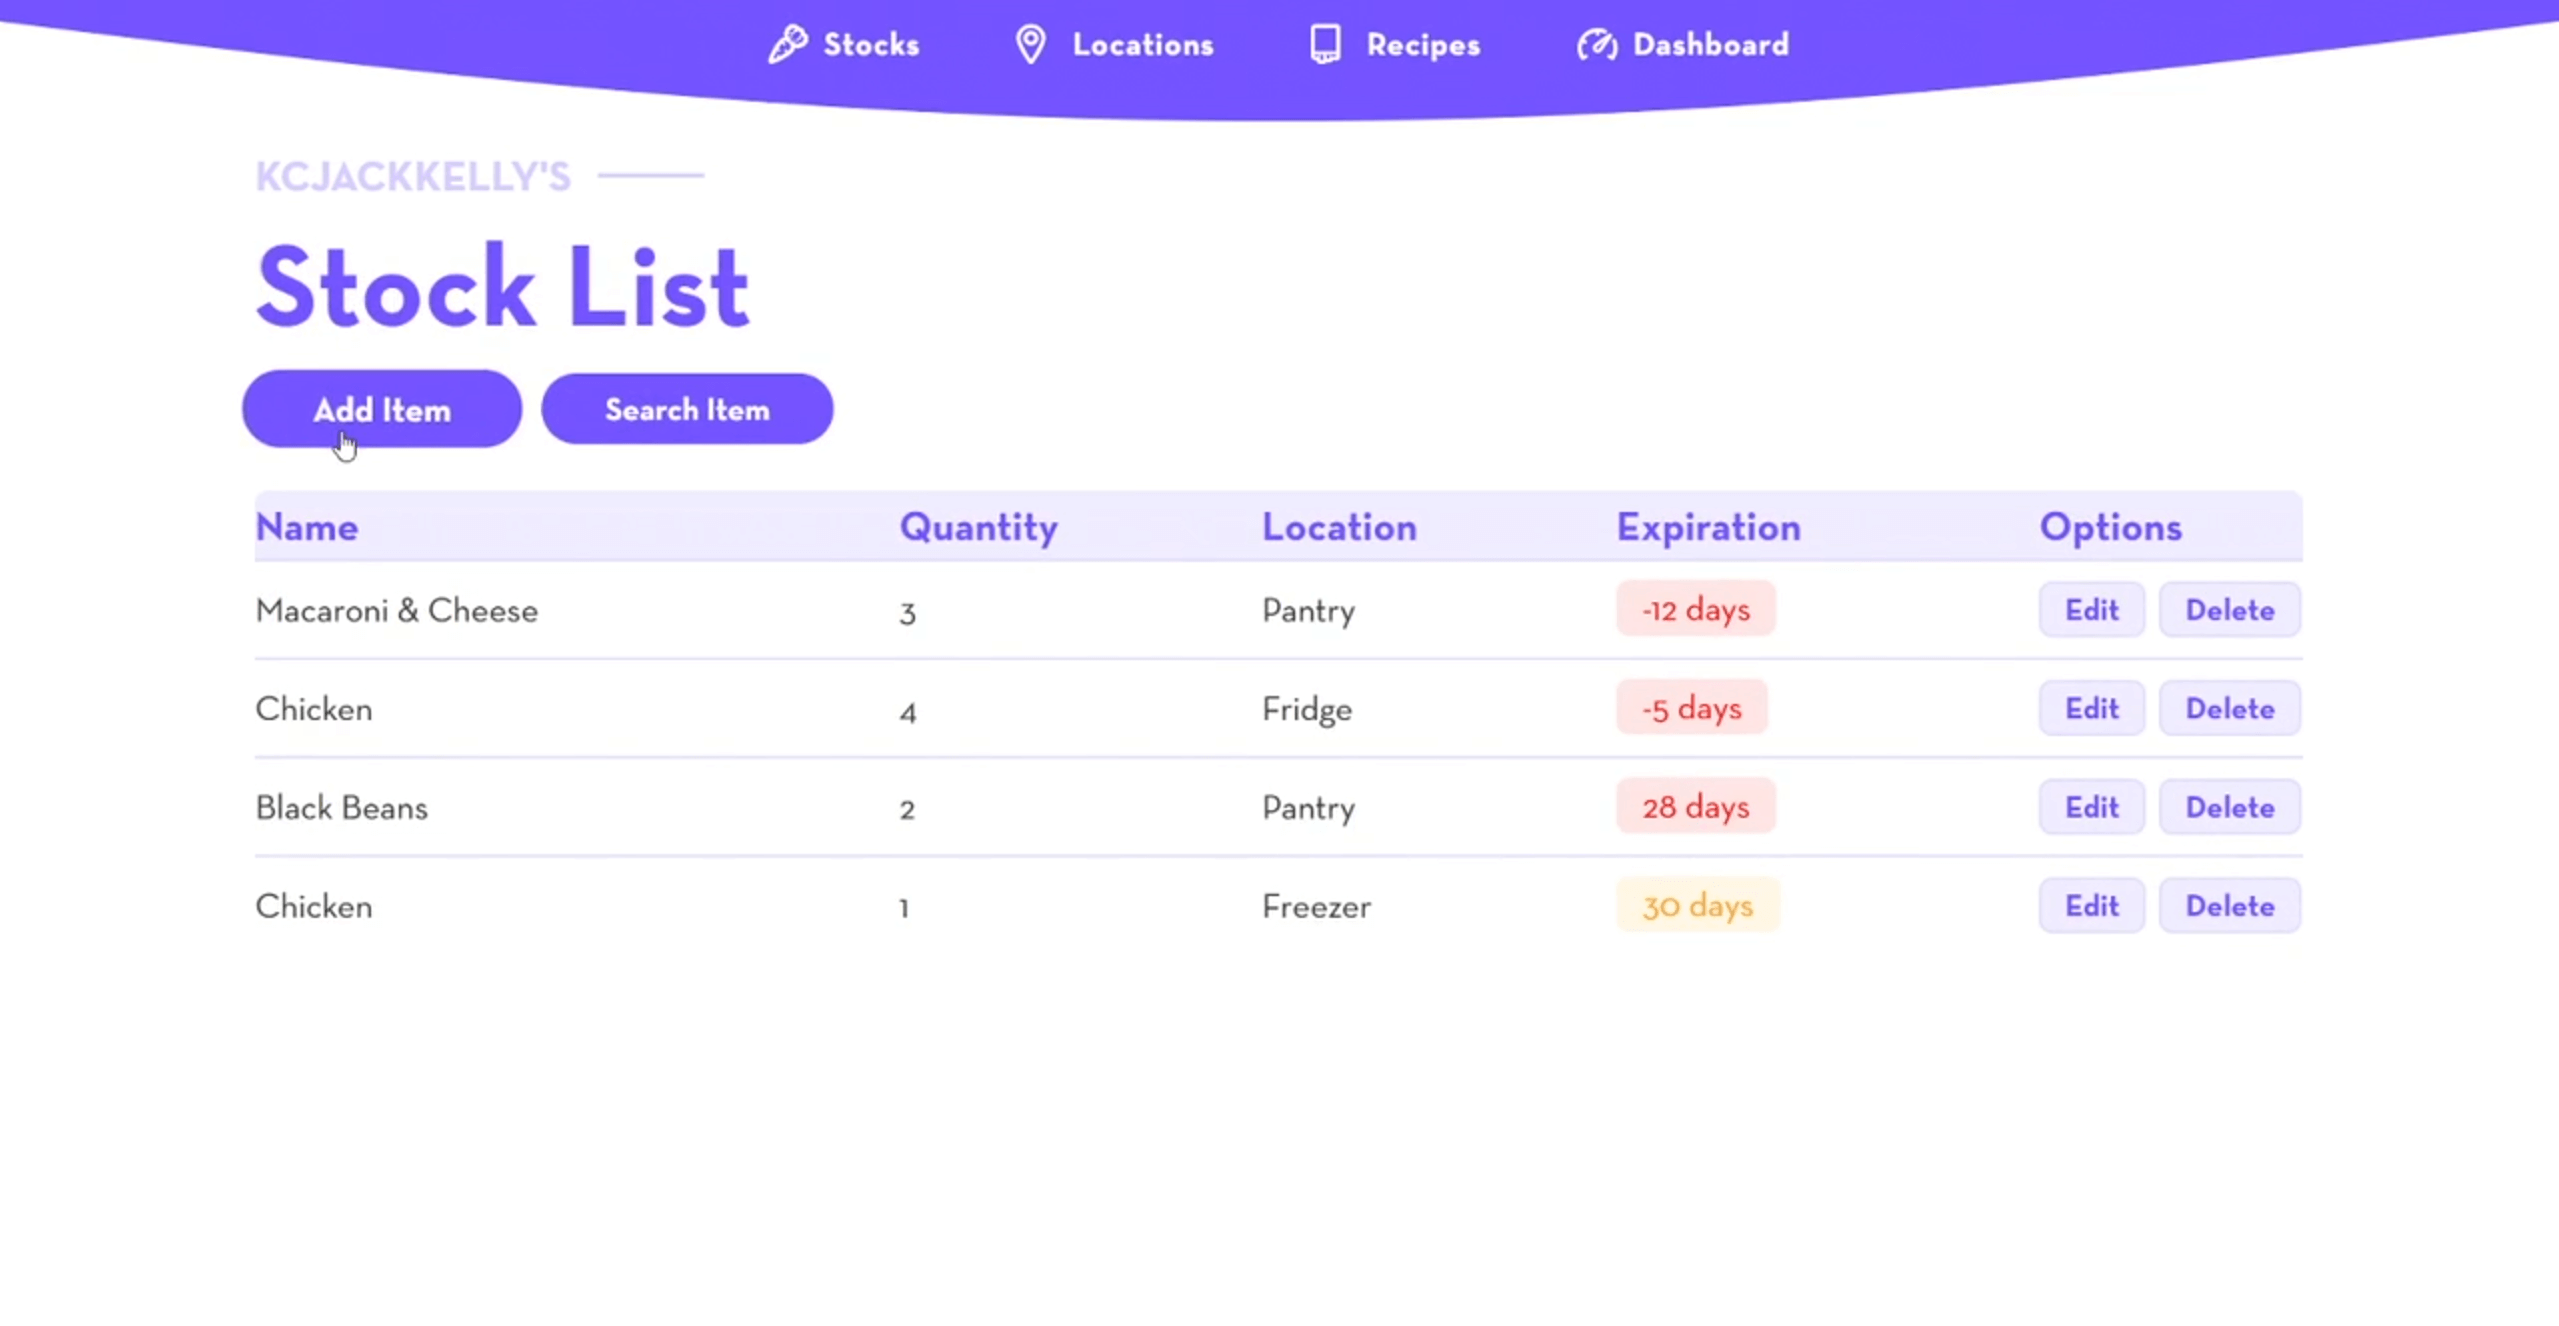 Stocks Locations Recipes Dashboard
KCJACKKELLY'S
Stock List
Add Item Search Item
Name Quantity Location Expiration Options
Macaroni & Cheese 3 Pantry -12 days Edit Delete
Chicken 4 Fridge -5 days Edit Delete
Black Beans 2 Pantry 28 days Edit Delete
Chicken 1 Freezer 30 days Edit Delete